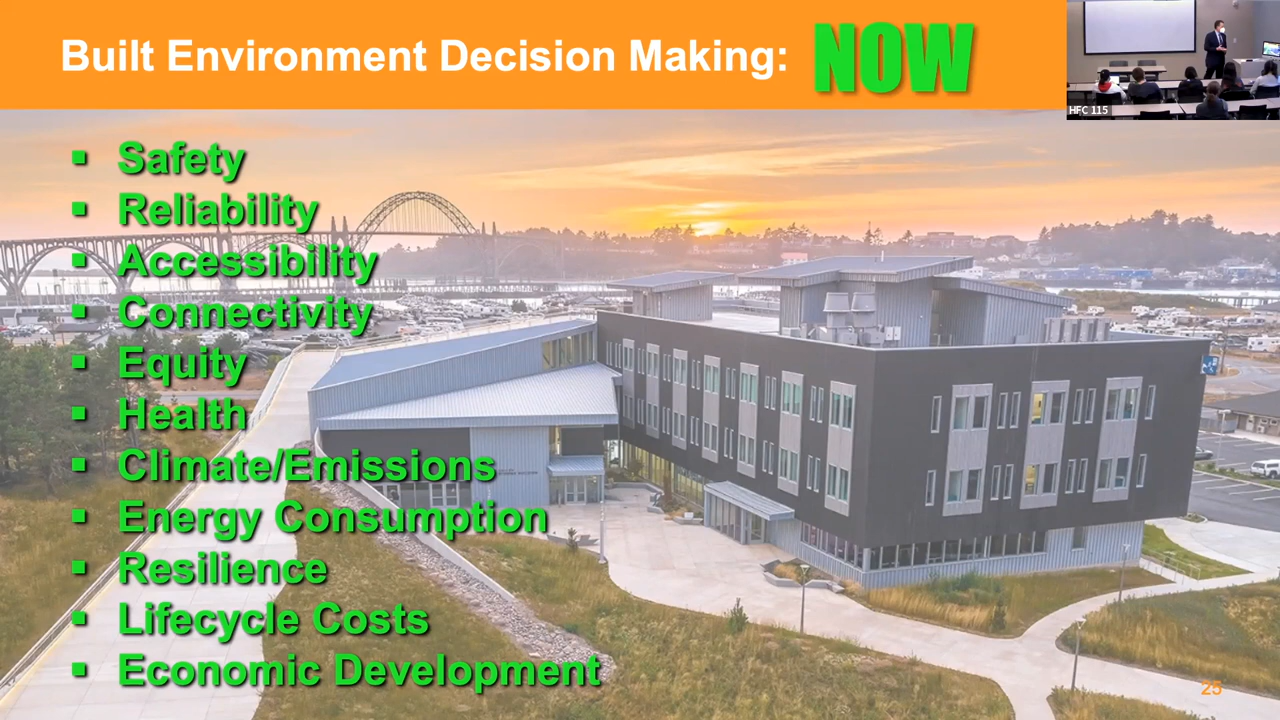 Built Environment Decision Making: NOW
HFC 115
▪ Safety
▪ Reliability
▪ Accessibility
▪ Connectivity
▪ Equity
▪ Health
▪ Climate/Emissions
▪ Energy Consumption
▪ Resilience
▪ Lifecycle Costs
▪ Economic Development
25